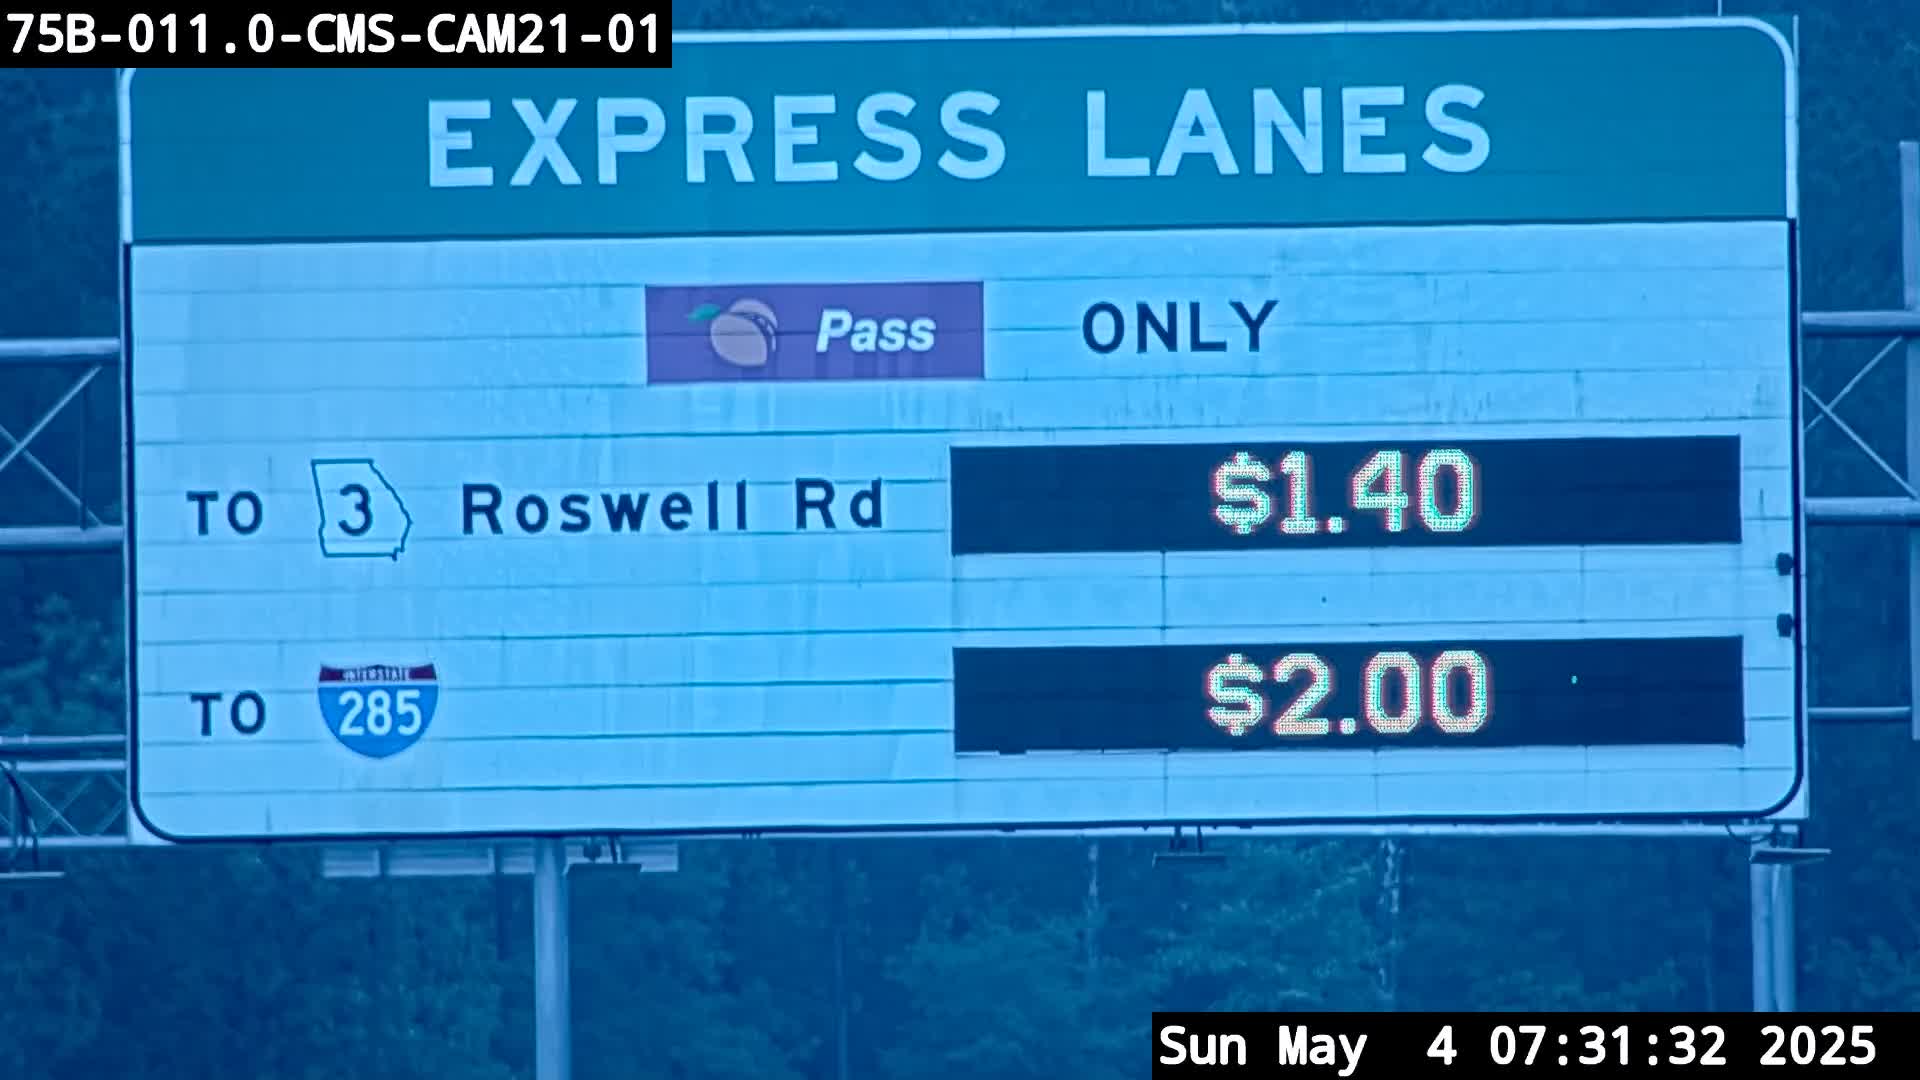 75B-011.0-CMS-CAM21-01
EXPRESS LANES
Pass ONLY
TO 3 Roswell Rd $1.40
TO INTERSTATE 285 $2.00
Sun May 4 07:31:32 2025